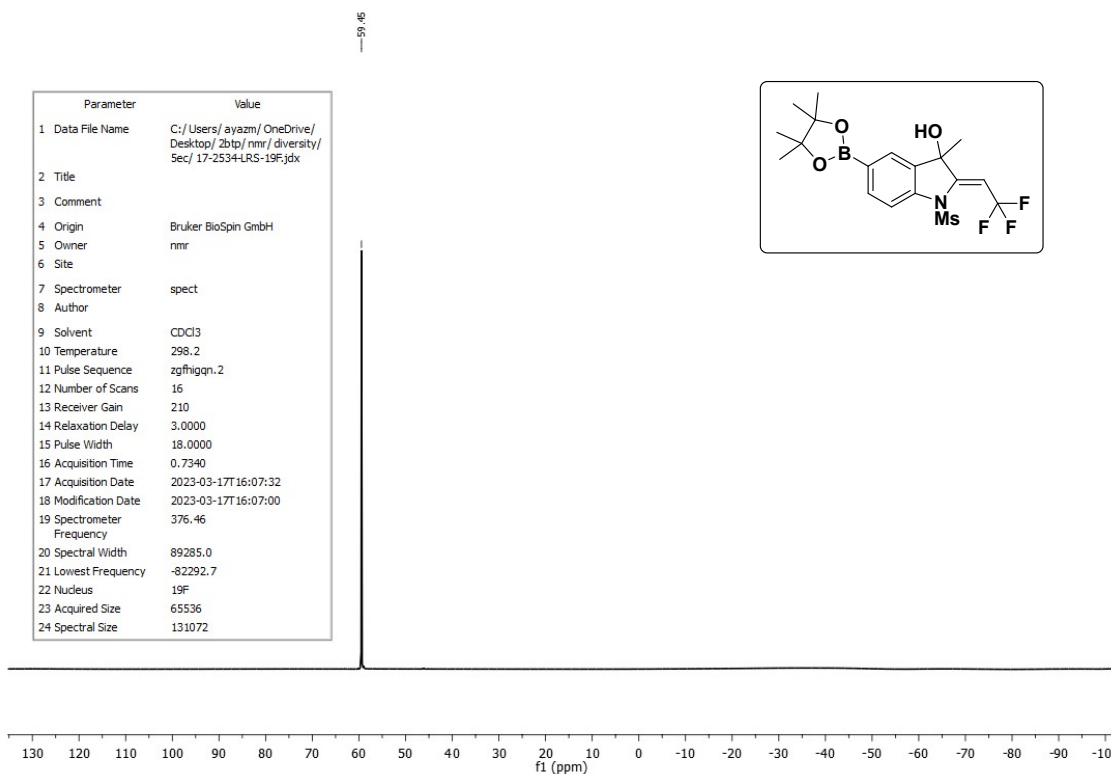 59.45
Parameter Value
1 Data File Name C:/ Users/ ayazm/ OneDrive/
Desktop/ 2btp/ nmr/ diversity/
5ec/ 17-2534-LRS-19F.jdx
2 Title
3 Comment
4 Origin Bruker BioSpin GmbH
5 Owner nmr
6 Site
7 Spectrometer spect
8 Author
9 Solvent CDCl3
10 Temperature 298.2
11 Pulse Sequence zgfhigqn.2
12 Number of Scans 16
13 Receiver Gain 210
14 Relaxation Delay 3.0000
15 Pulse Width 18.0000
16 Acquisition Time 0.7340
17 Acquisition Date 2023-03-17T16:07:32
18 Modification Date 2023-03-17T16:07:00
19 Spectrometer 376.46
Frequency
20 Spectral Width 89285.0
21 Lowest Frequency -82292.7
22 Nucleus 19F
23 Acquired Size 65536
24 Spectral Size 131072
O HO
O B
N F
Ms F F
130 120 110 100 90 80 70 60 50 40 30 20 10 0 -10 -20 -30 -40 -50 -60 -70 -80 -90 -10
f1 (ppm)